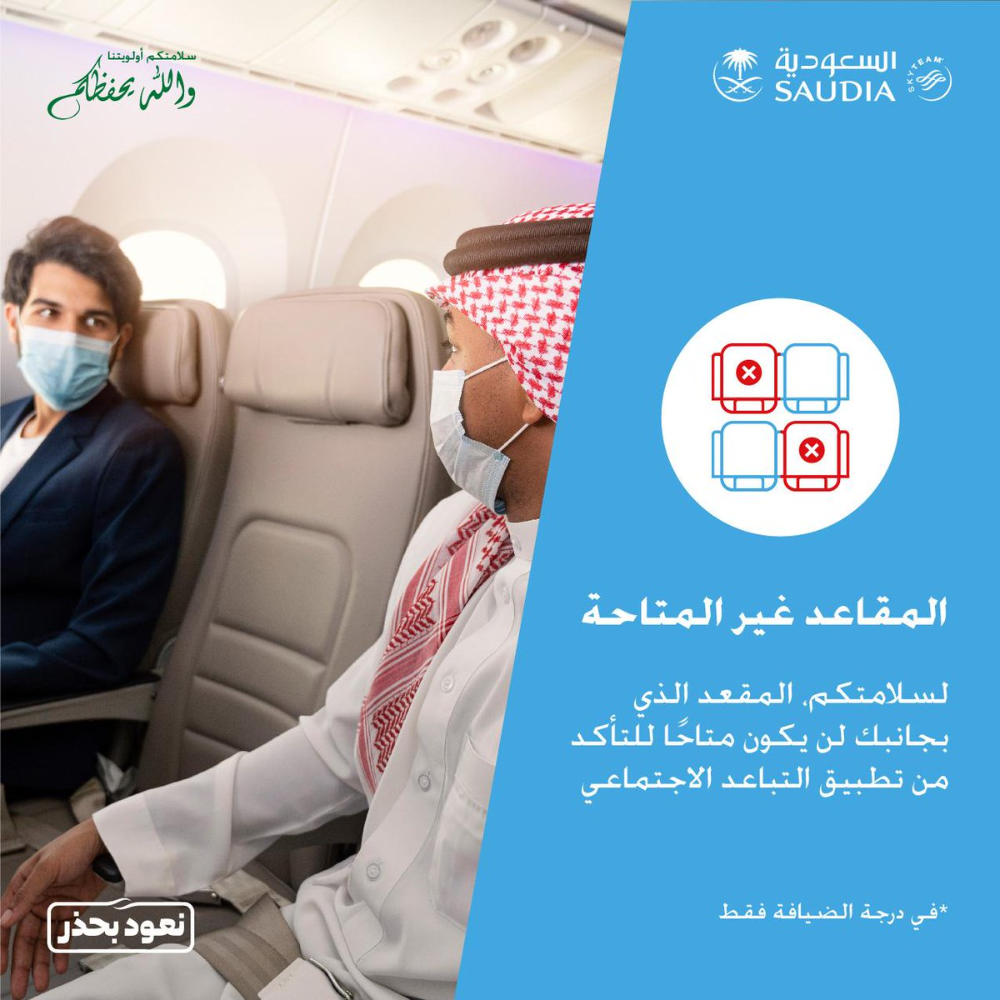 سلامتكم أولويتنا
والله يحفظكم
السعودية
SAUDIA
SKYTEAM
المقاعد غير المتاحة
لسلامتكم، المقعد الذي
بجانبك لن يكون متاحًا للتأكد
من تطبيق التباعد الاجتماعي
*في درجة الضيافة فقط
نعود بحذر